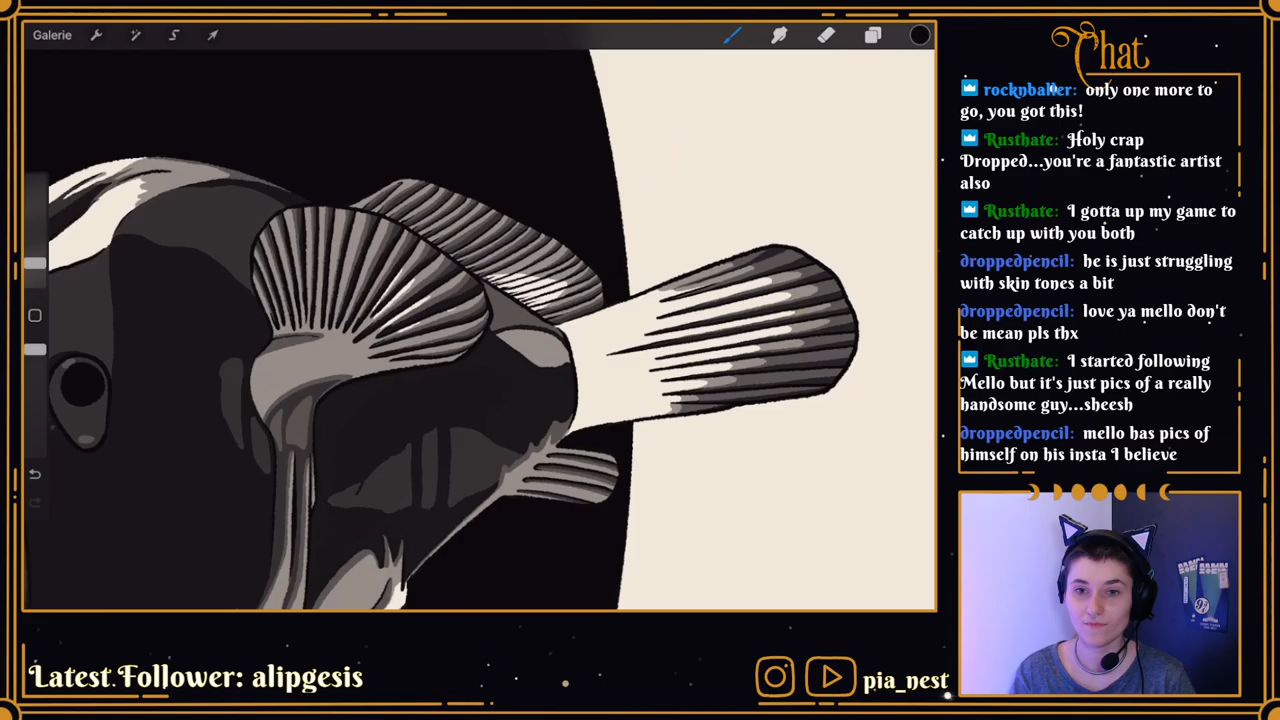 Galerie
Chat
rocknballer: only one more to
go, you got this!
Rusthate: Holy crap
Dropped...you're a fantastic artist
also
Rusthate: I gotta up my game to
catch up with you both
droppedpencil: he is just struggling
with skin tones a bit
droppedpencil: love ya mello don't
be mean pls thx
Rusthate: I started following
Mello but it's just pics of a really
handsome guy...sheesh
droppedpencil: mello has pics of
himself on his insta I believe
Latest Follower: alipgesis
pia_nest